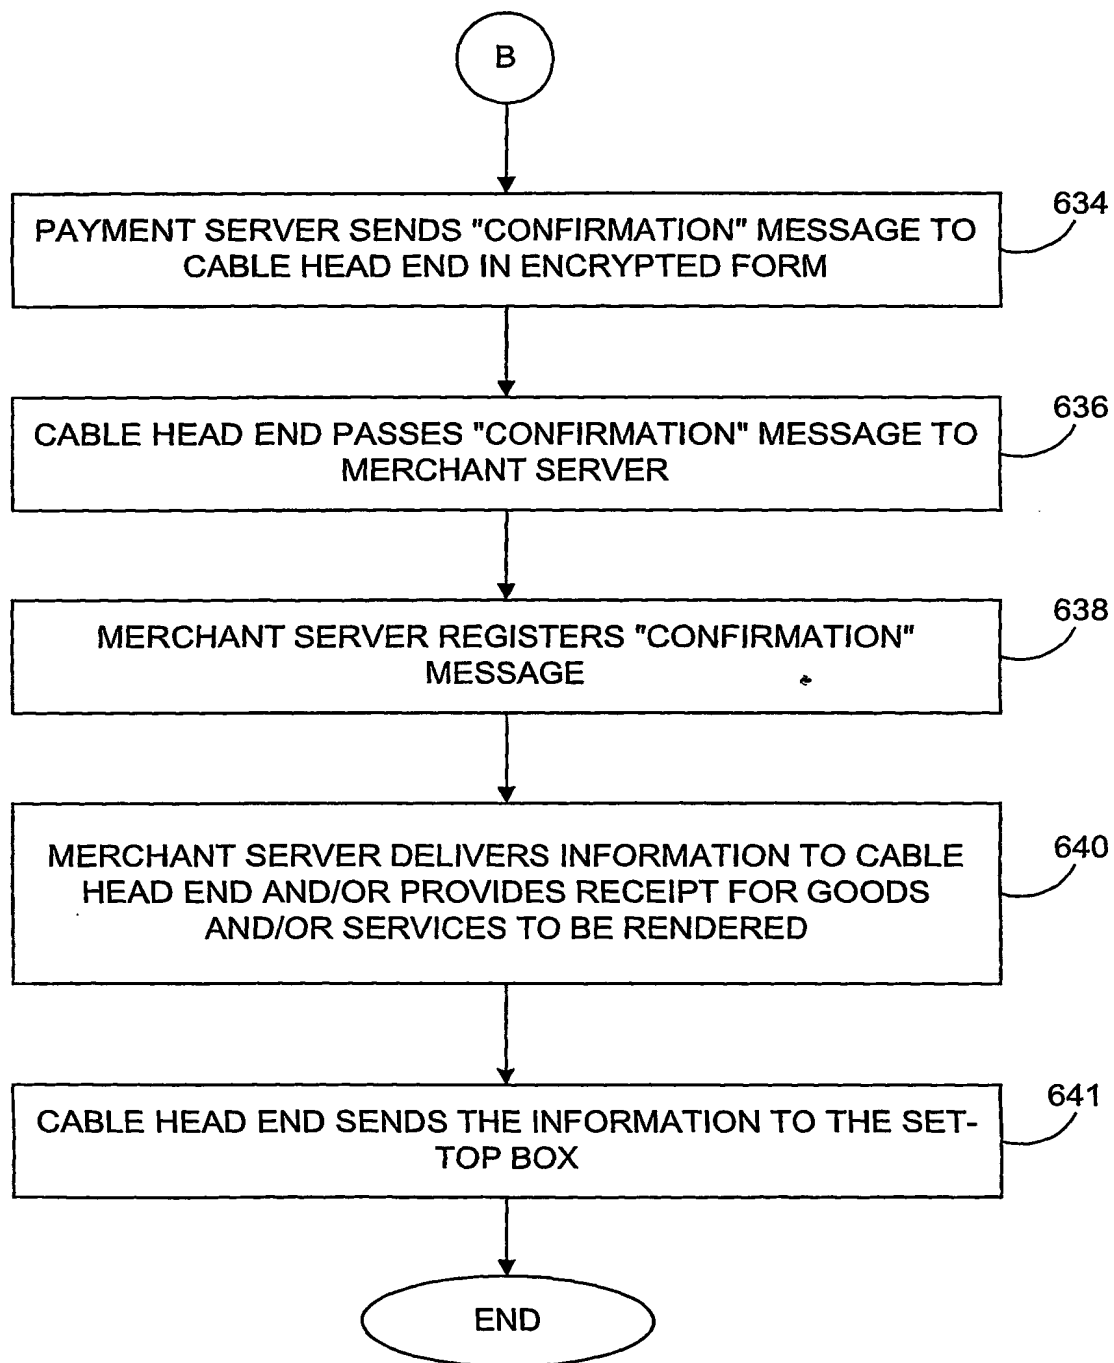 B
PAYMENT SERVER SENDS "CONFIRMATION" MESSAGE TO
CABLE HEAD END IN ENCRYPTED FORM
634
CABLE HEAD END PASSES "CONFIRMATION" MESSAGE TO
MERCHANT SERVER
636
MERCHANT SERVER REGISTERS "CONFIRMATION"
MESSAGE
638
MERCHANT SERVER DELIVERS INFORMATION TO CABLE
HEAD END AND/OR PROVIDES RECEIPT FOR GOODS
AND/OR SERVICES TO BE RENDERED
640
CABLE HEAD END SENDS THE INFORMATION TO THE SET-
TOP BOX
641
END